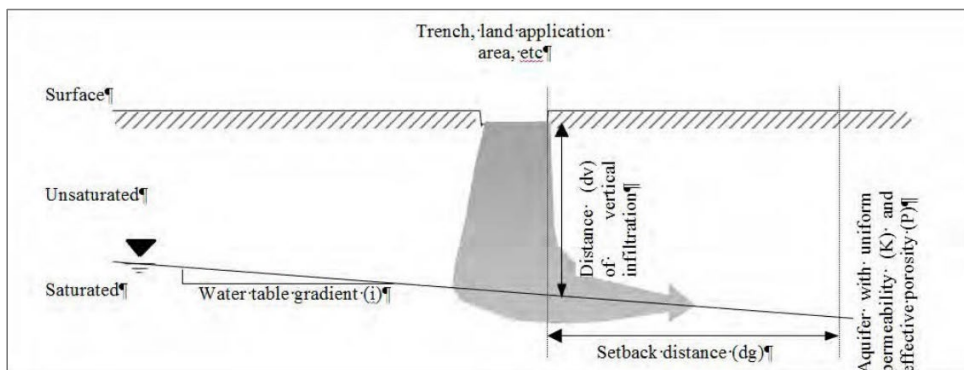 Trench, land application
area, etc¶
Surface¶
Unsaturated¶
Distance (dv)
of vertical
infiltration¶
Saturated¶
Water table gradient (i)¶
Setback distance (dg)¶
Aquifer with uniform
permeability (K) and
effective porosity (P)¶